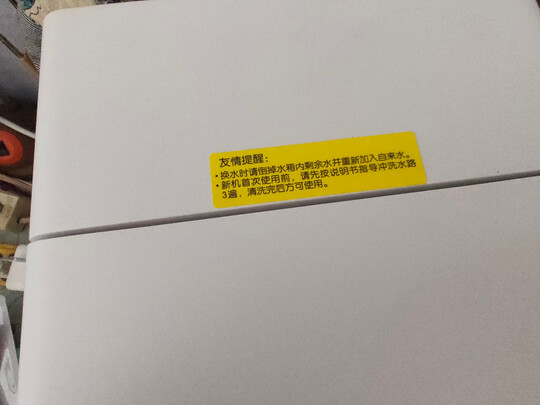 友情提醒：
•换水时请倒掉水箱内剩余水并重新加入自来水。
•新机首次使用前，请先按说明书指导冲洗水路
3遍，清洗完后方可使用。